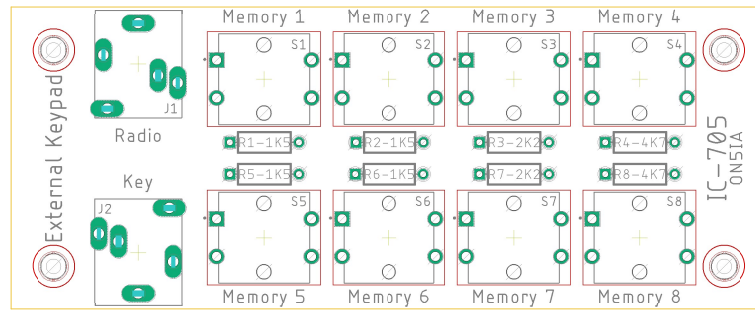 Memory 1
Memory 2
Memory 3
Memory 4
S1
S2
S3
S4
J1
Radio
External Keypad
R1-1K5
R2-1K5
R3-2K2
R4-4K7
R5-1K5
R6-1K5
R7-2K2
R8-4K7
IC-705
ON5IA
Key
J2
S5
S6
S7
S8
Memory 5
Memory 6
Memory 7
Memory 8